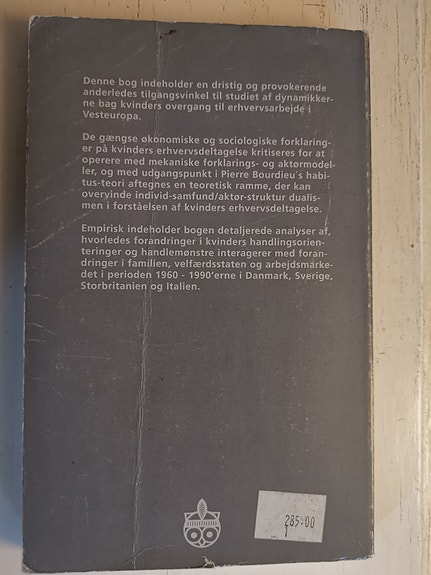 Denne bog indeholder en dristig og provokerende
anderledes tilgangsvinkel til studiet af dynamikker-
ne bag kvinders overgang til erhvervsarbejde i
Vesteuropa.
De gængse økonomiske og sociologiske forklaring-
er på kvinders erhvervsdeltagelse kritiseres for at
operere med mekaniske forklarings- og aktørmodel-
ler, og med udgangspunkt i Pierre Bourdieu´s habi-
tus-teori aftegnes en teoretisk ramme, der kan
overvinde individ-samfund/aktør-struktur dualis-
men i forståelsen af kvinders erhvervsdeltagelse.
Empirisk indeholder bogen detaljerede analyser af,
hvorledes forandringer i kvinders handlingsorien-
teringer og handlemønstre interagerer med foran-
dringer i familien, velfærdsstaten og arbejdsmarke-
det i perioden 1960 - 1990'erne i Danmark, Sverige,
Storbritanien og Italien.
285.00